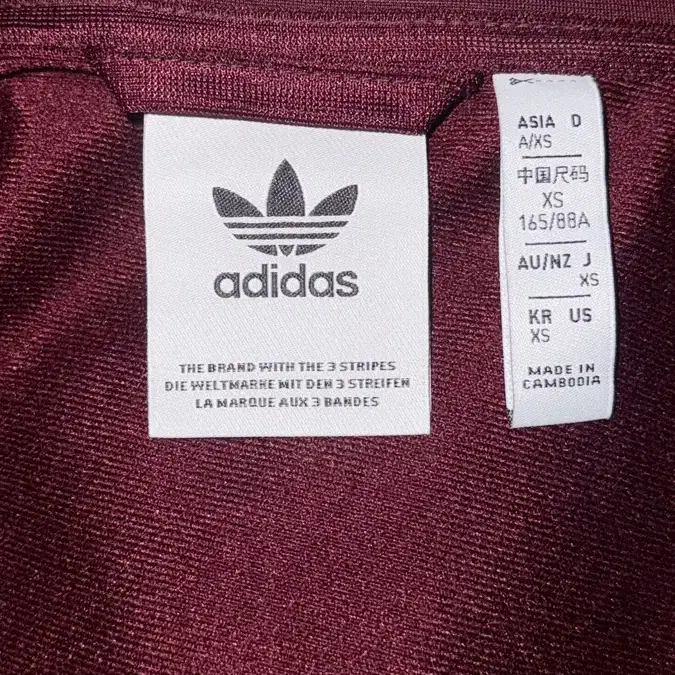 adidas
THE BRAND WITH THE 3 STRIPES
DIE WELTMARKE MIT DEN 3 STREIFEN
LA MARQUE AUX 3 BANDES
ASIA D
A/XS
中国尺码
XS
165/88A
AU/NZ J
XS
KR US
XS
MADE IN
CAMBODIA